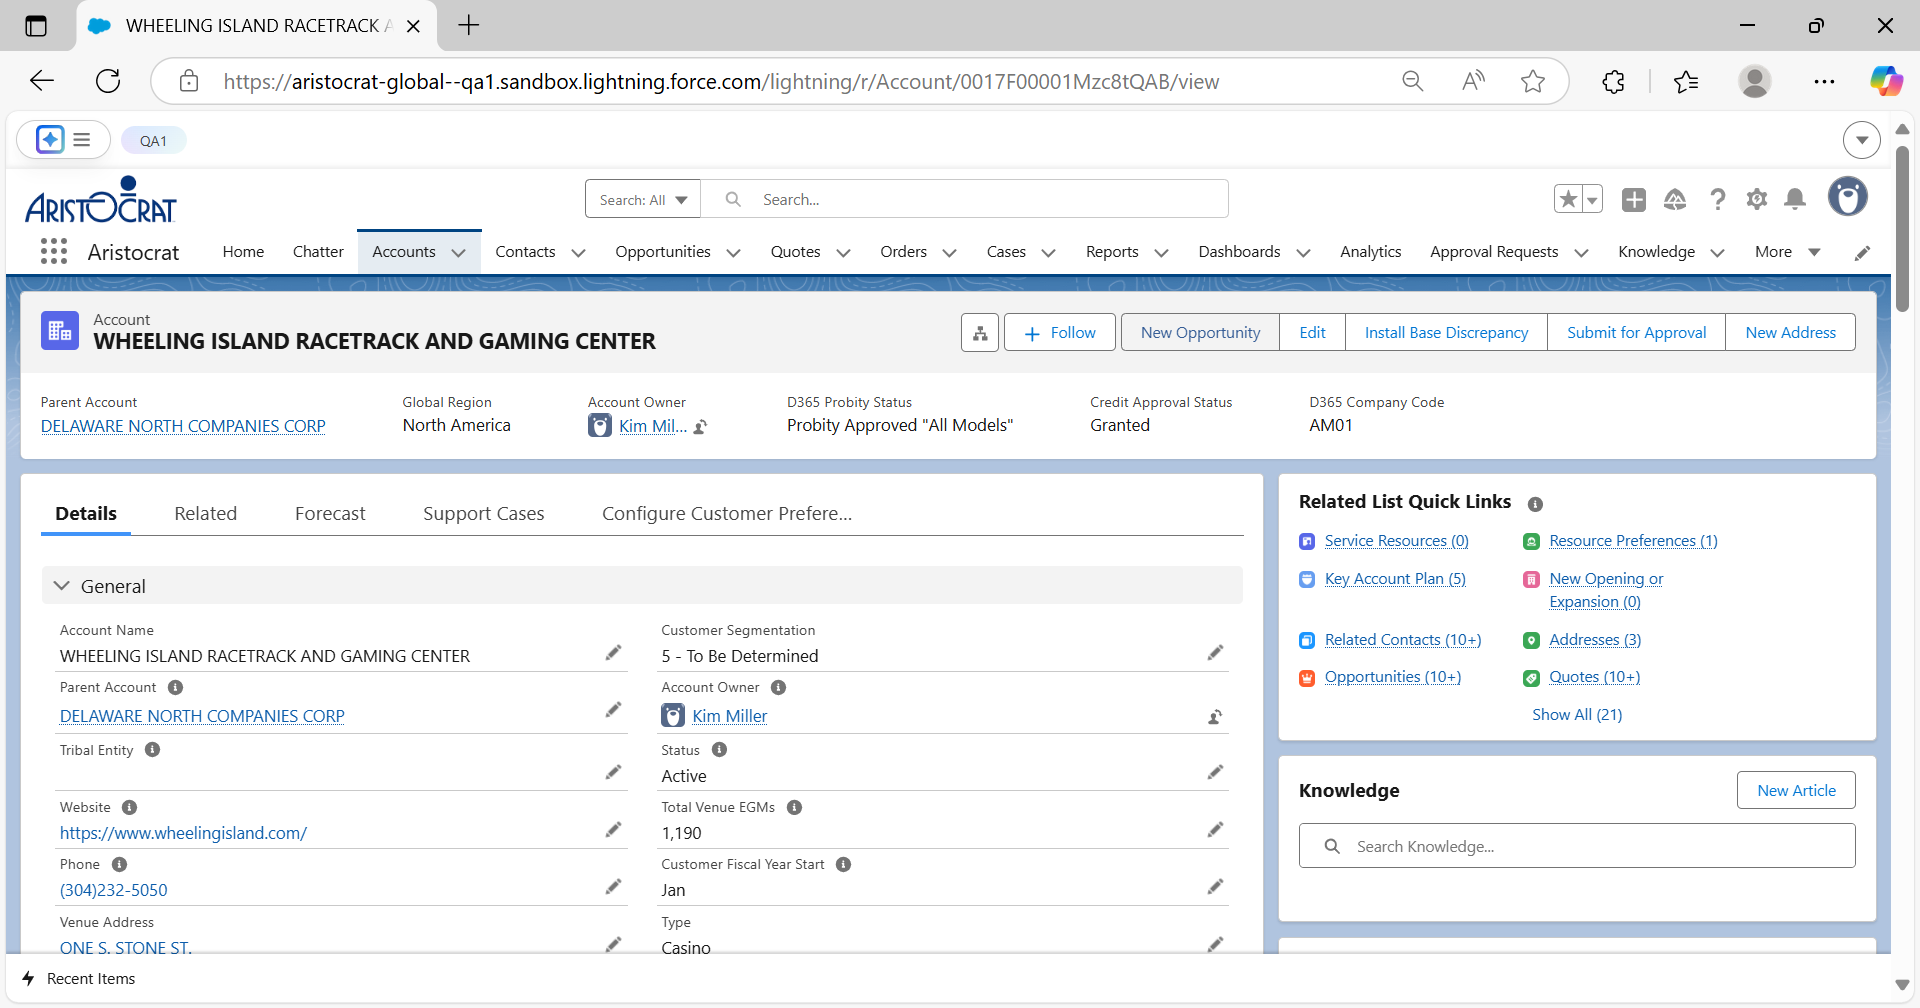 WHEELING ISLAND RACETRACK A
https://aristocrat-global--qa1.sandbox.lightning.force.com/lightning/r/Account/0017F00001Mzc8tQAB/view
QA1
ARISTOCRAT
Search: All
Search...
Aristocrat
Home
Chatter
Accounts
Contacts
Opportunities
Quotes
Orders
Cases
Reports
Dashboards
Analytics
Approval Requests
Knowledge
More
Account
WHEELING ISLAND RACETRACK AND GAMING CENTER
Follow
New Opportunity
Edit
Install Base Discrepancy
Submit for Approval
New Address
Parent Account
DELAWARE NORTH COMPANIES CORP
Global Region
North America
Account Owner
Kim Mil...
D365 Probity Status
Probity Approved "All Models"
Credit Approval Status
Granted
D365 Company Code
AM01
Details
Related
Forecast
Support Cases
Configure Customer Prefere...
General
Account Name
WHEELING ISLAND RACETRACK AND GAMING CENTER
Customer Segmentation
5 - To Be Determined
Parent Account
DELAWARE NORTH COMPANIES CORP
Account Owner
Kim Miller
Tribal Entity
Status
Active
Website
https://www.wheelingisland.com/
Total Venue EGMs
1,190
Phone
(304)232-5050
Customer Fiscal Year Start
Jan
Venue Address
ONE S. STONE ST.
Type
Casino
Related List Quick Links
Service Resources (0)
Resource Preferences (1)
Key Account Plan (5)
New Opening or
Expansion (0)
Related Contacts (10+)
Addresses (3)
Opportunities (10+)
Quotes (10+)
Show All (21)
Knowledge
New Article
Search Knowledge...
Recent Items